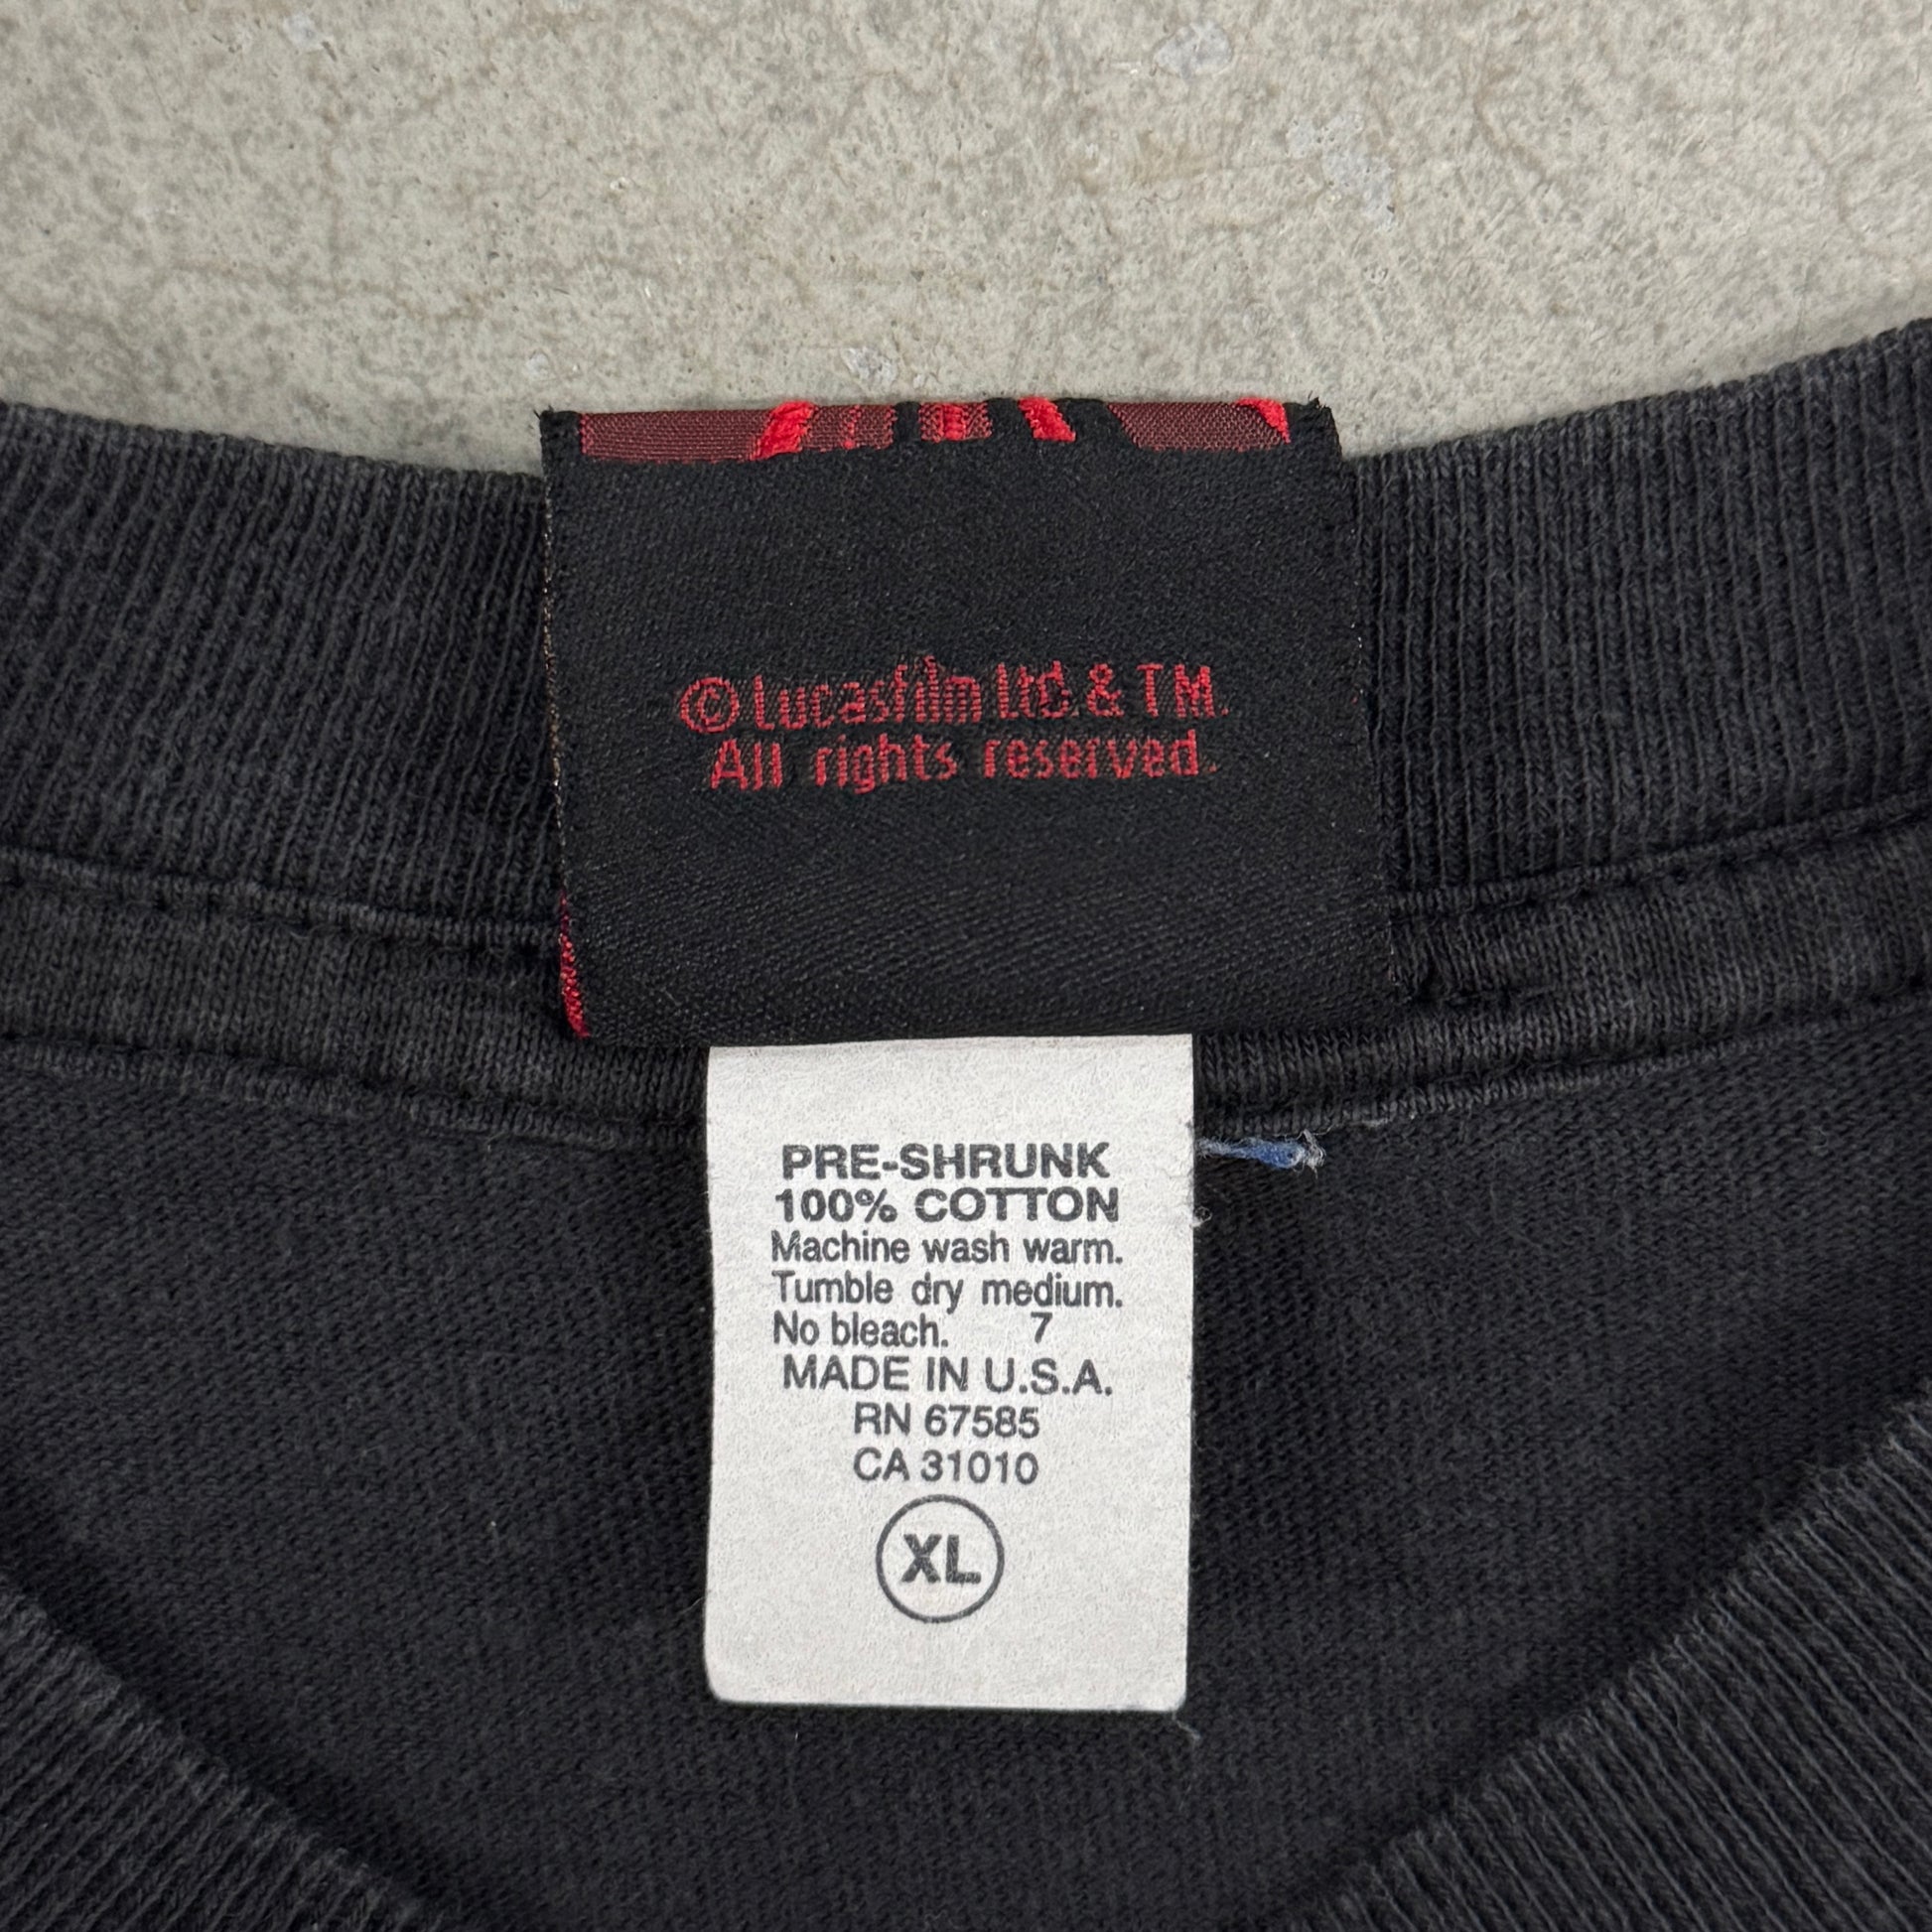 © Lucasfilm Ltd. & TM.
All rights reserved.
PRE-SHRUNK
100% COTTON
Machine wash warm.
Tumble dry medium.
No bleach. 7
MADE IN U.S.A.
RN 67585
CA 31010
XL